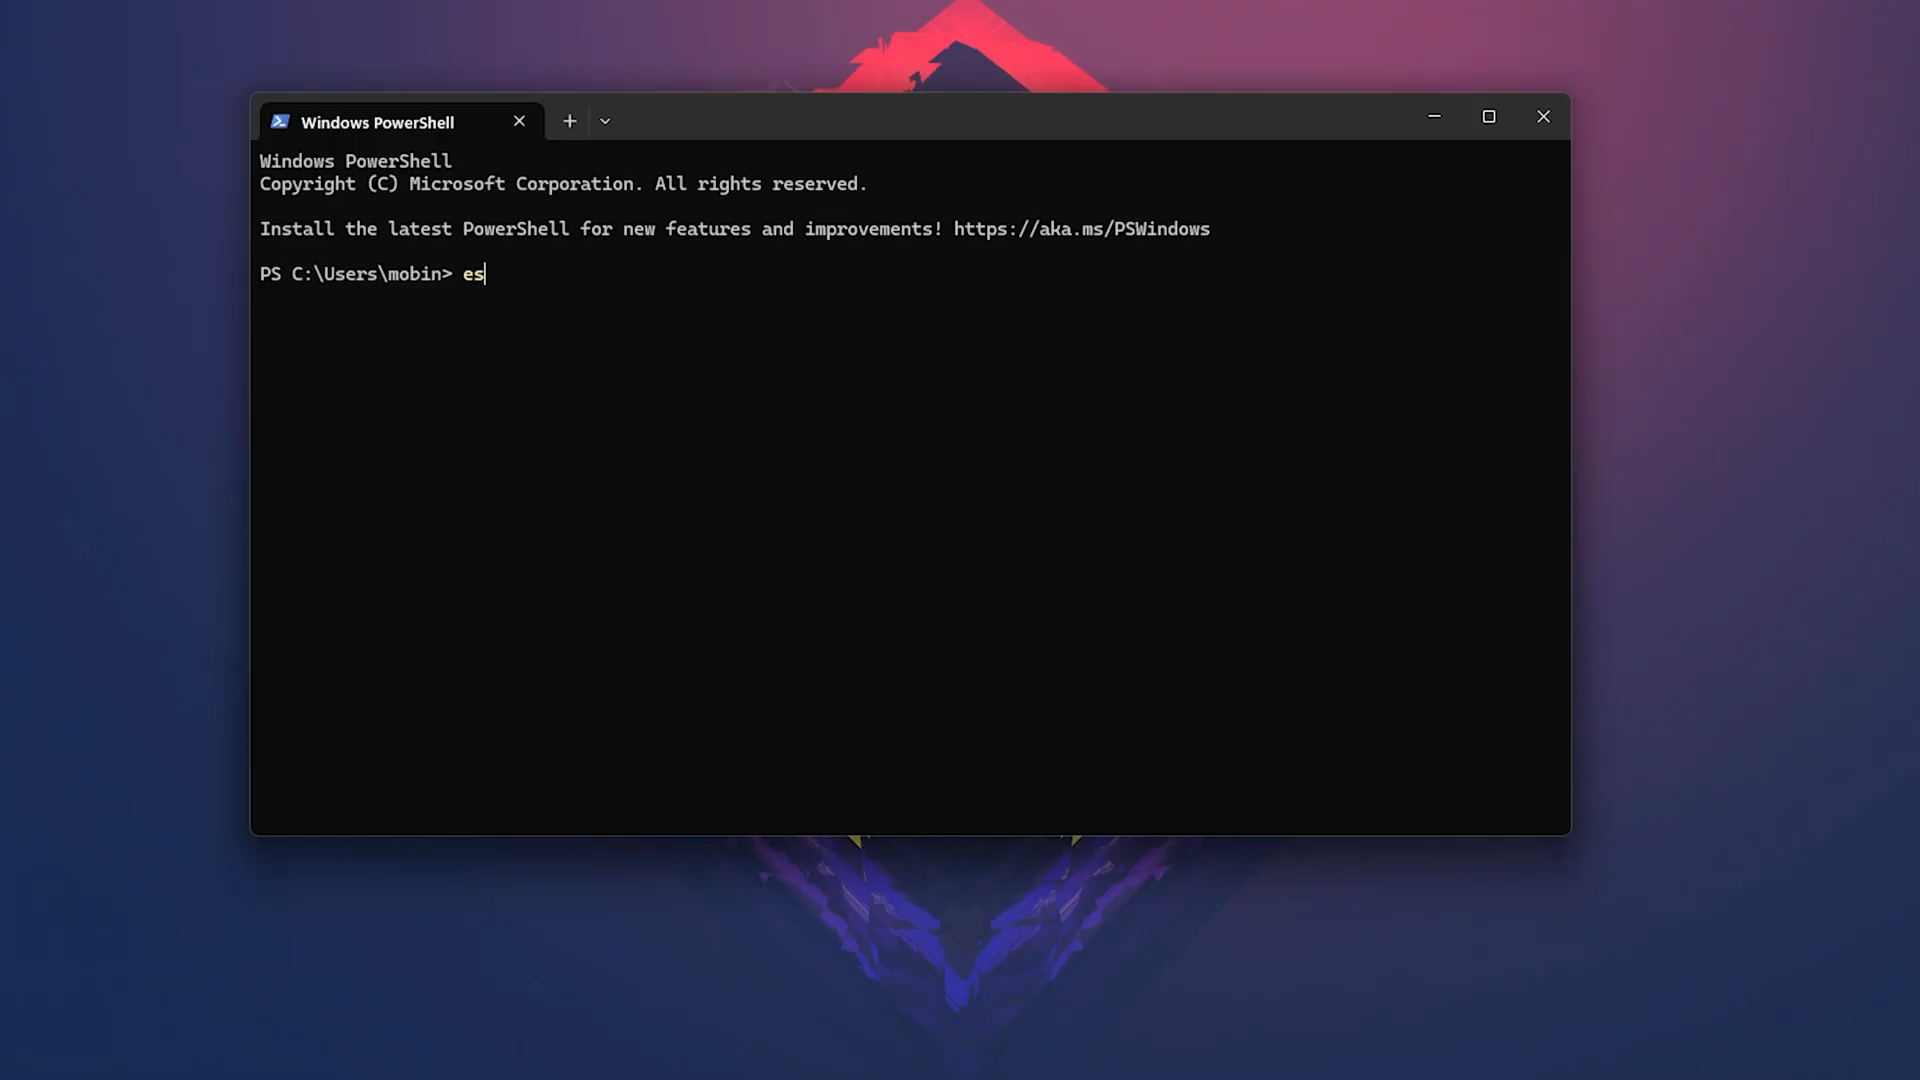 Windows PowerShell
Windows PowerShell
Copyright (C) Microsoft Corporation. All rights reserved.
Install the latest PowerShell for new features and improvements! https://aka.ms/PSWindows
PS C:\Users\mobin> es